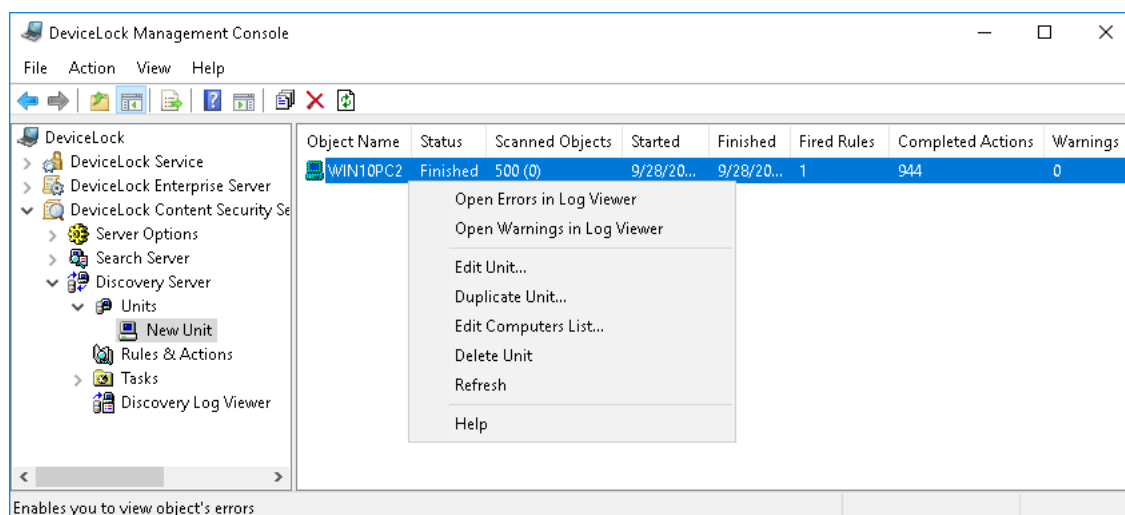 DeviceLock Management Console
File Action View Help
DeviceLock
DeviceLock Service
DeviceLock Enterprise Server
DeviceLock Content Security Se
Server Options
Search Server
Discovery Server
Units
New Unit
Rules & Actions
Tasks
Discovery Log Viewer
Object Name Status Scanned Objects Started Finished Fired Rules Completed Actions Warnings
WIN10PC2 Finished 500 (0) 9/28/20... 9/28/20... 1 944 0
Open Errors in Log Viewer
Open Warnings in Log Viewer
Edit Unit...
Duplicate Unit...
Edit Computers List...
Delete Unit
Refresh
Help
Enables you to view object's errors